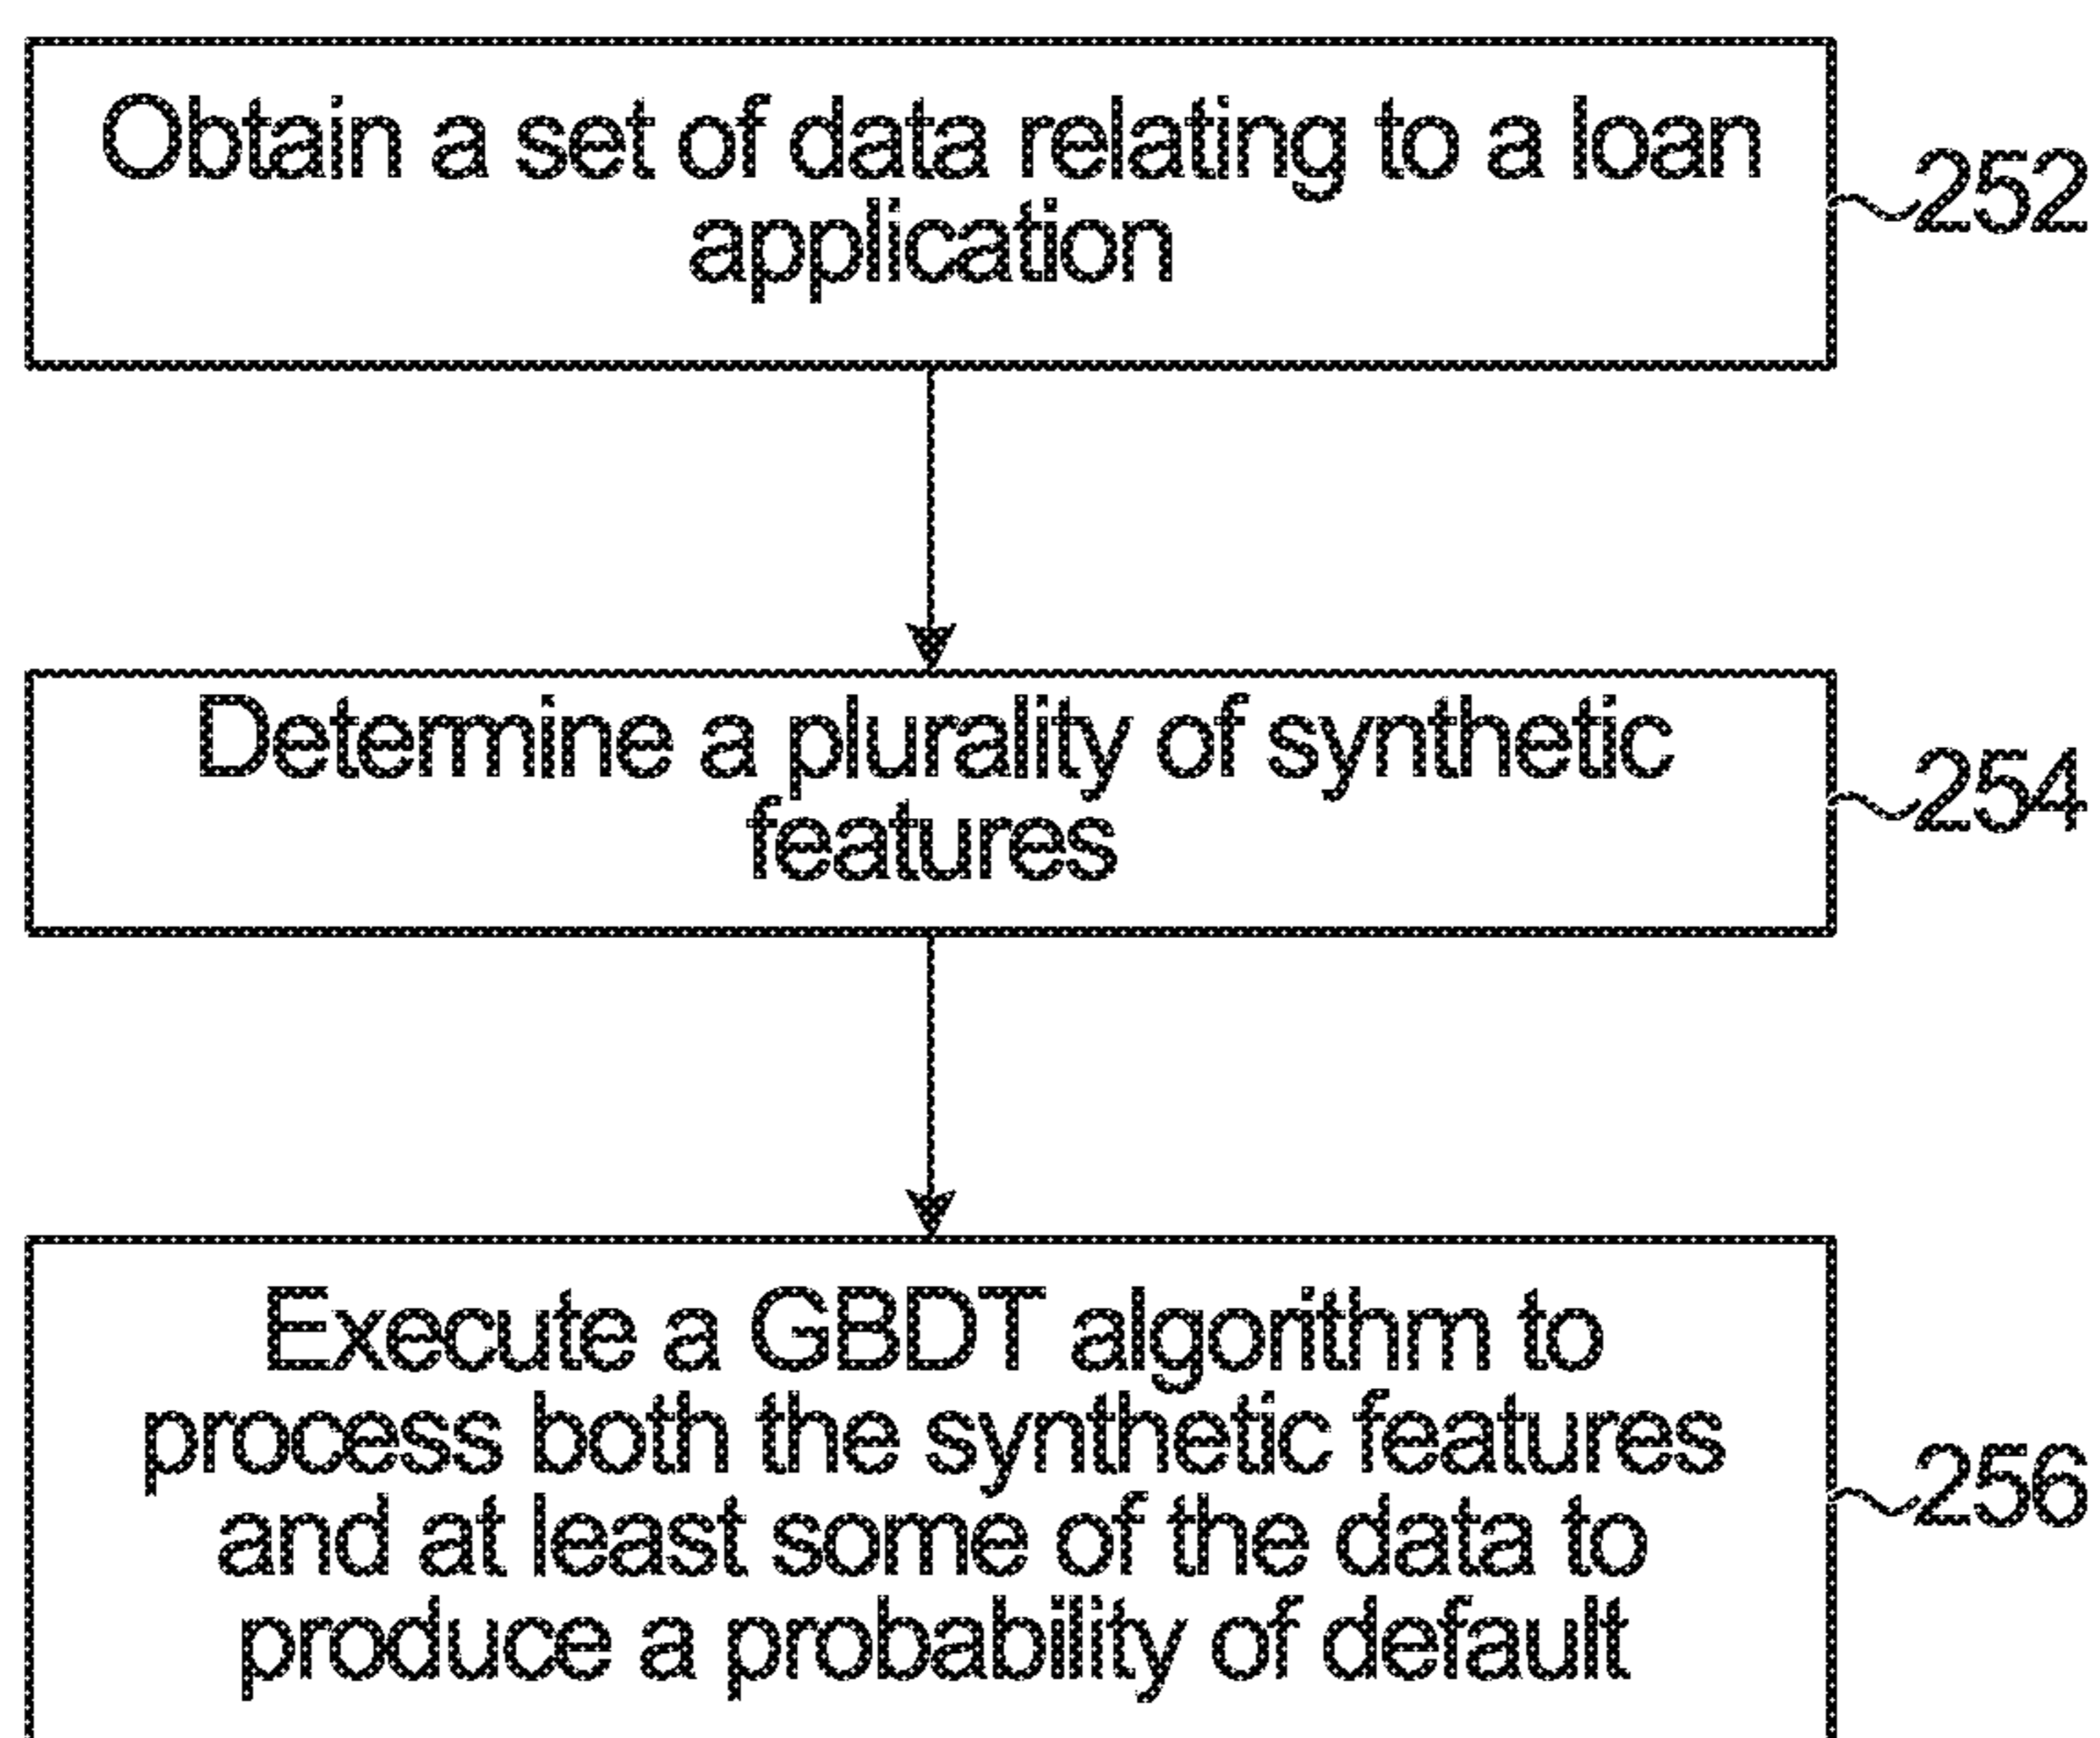 Obtain a set of data relating to a loan
application
252
Determine a plurality of synthetic
features
254
Execute a GBDT algorithm to
process both the synthetic features
and at least some of the data to
produce a probability of default
256